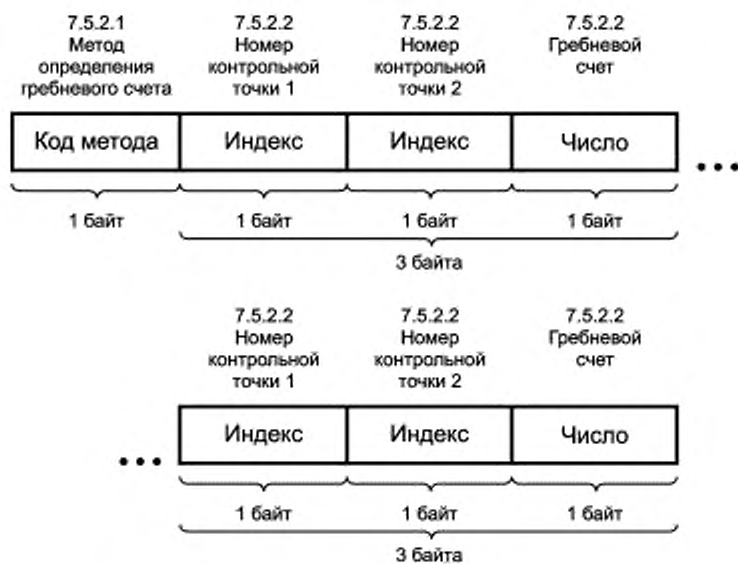 7.5.2.1 7.5.2.2 7.5.2.2 7.5.2.2
Метод Номер Номер Гребневой
определения контрольной контрольной счет
гребневого счета точки 1 точки 2
Код метода Индекс Индекс Число ...
1 байт 1 байт 1 байт 1 байт
3 байта
7.5.2.2 7.5.2.2 7.5.2.2
Номер Номер Гребневой
контрольной контрольной счет
точки 1 точки 2
... Индекс Индекс Число
1 байт 1 байт 1 байт
3 байта